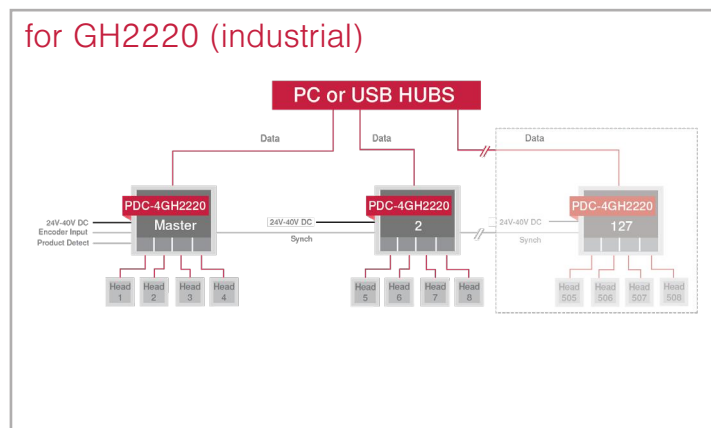 for GH2220 (industrial)
PC or USB HUBS
Data
Data
Data
PDC-4GH2220
Master
24V-40V DC
Encoder Input
Product Detect
PDC-4GH2220
2
24V-40V DC
Synch
PDC-4GH2220
127
24V-40V DC
Synch
Head
1
Head
2
Head
3
Head
4
Head
5
Head
6
Head
7
Head
8
Head
505
Head
506
Head
507
Head
508